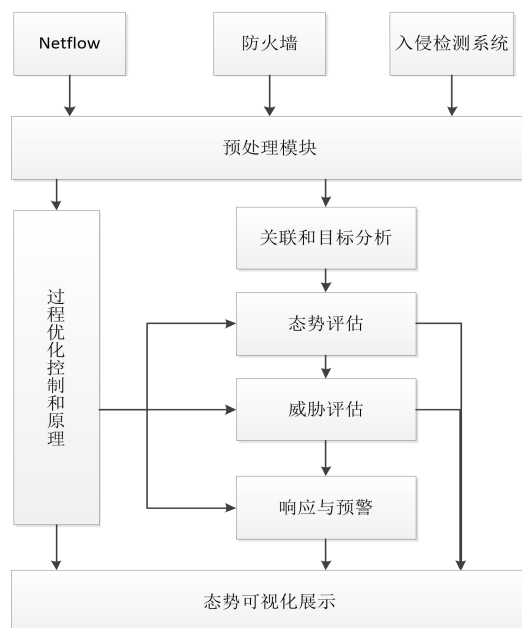 Netflow
防火墙
入侵检测系统
预处理模块
关联和目标分析
过程优化控制和原理
态势评估
威胁评估
响应与预警
态势可视化展示